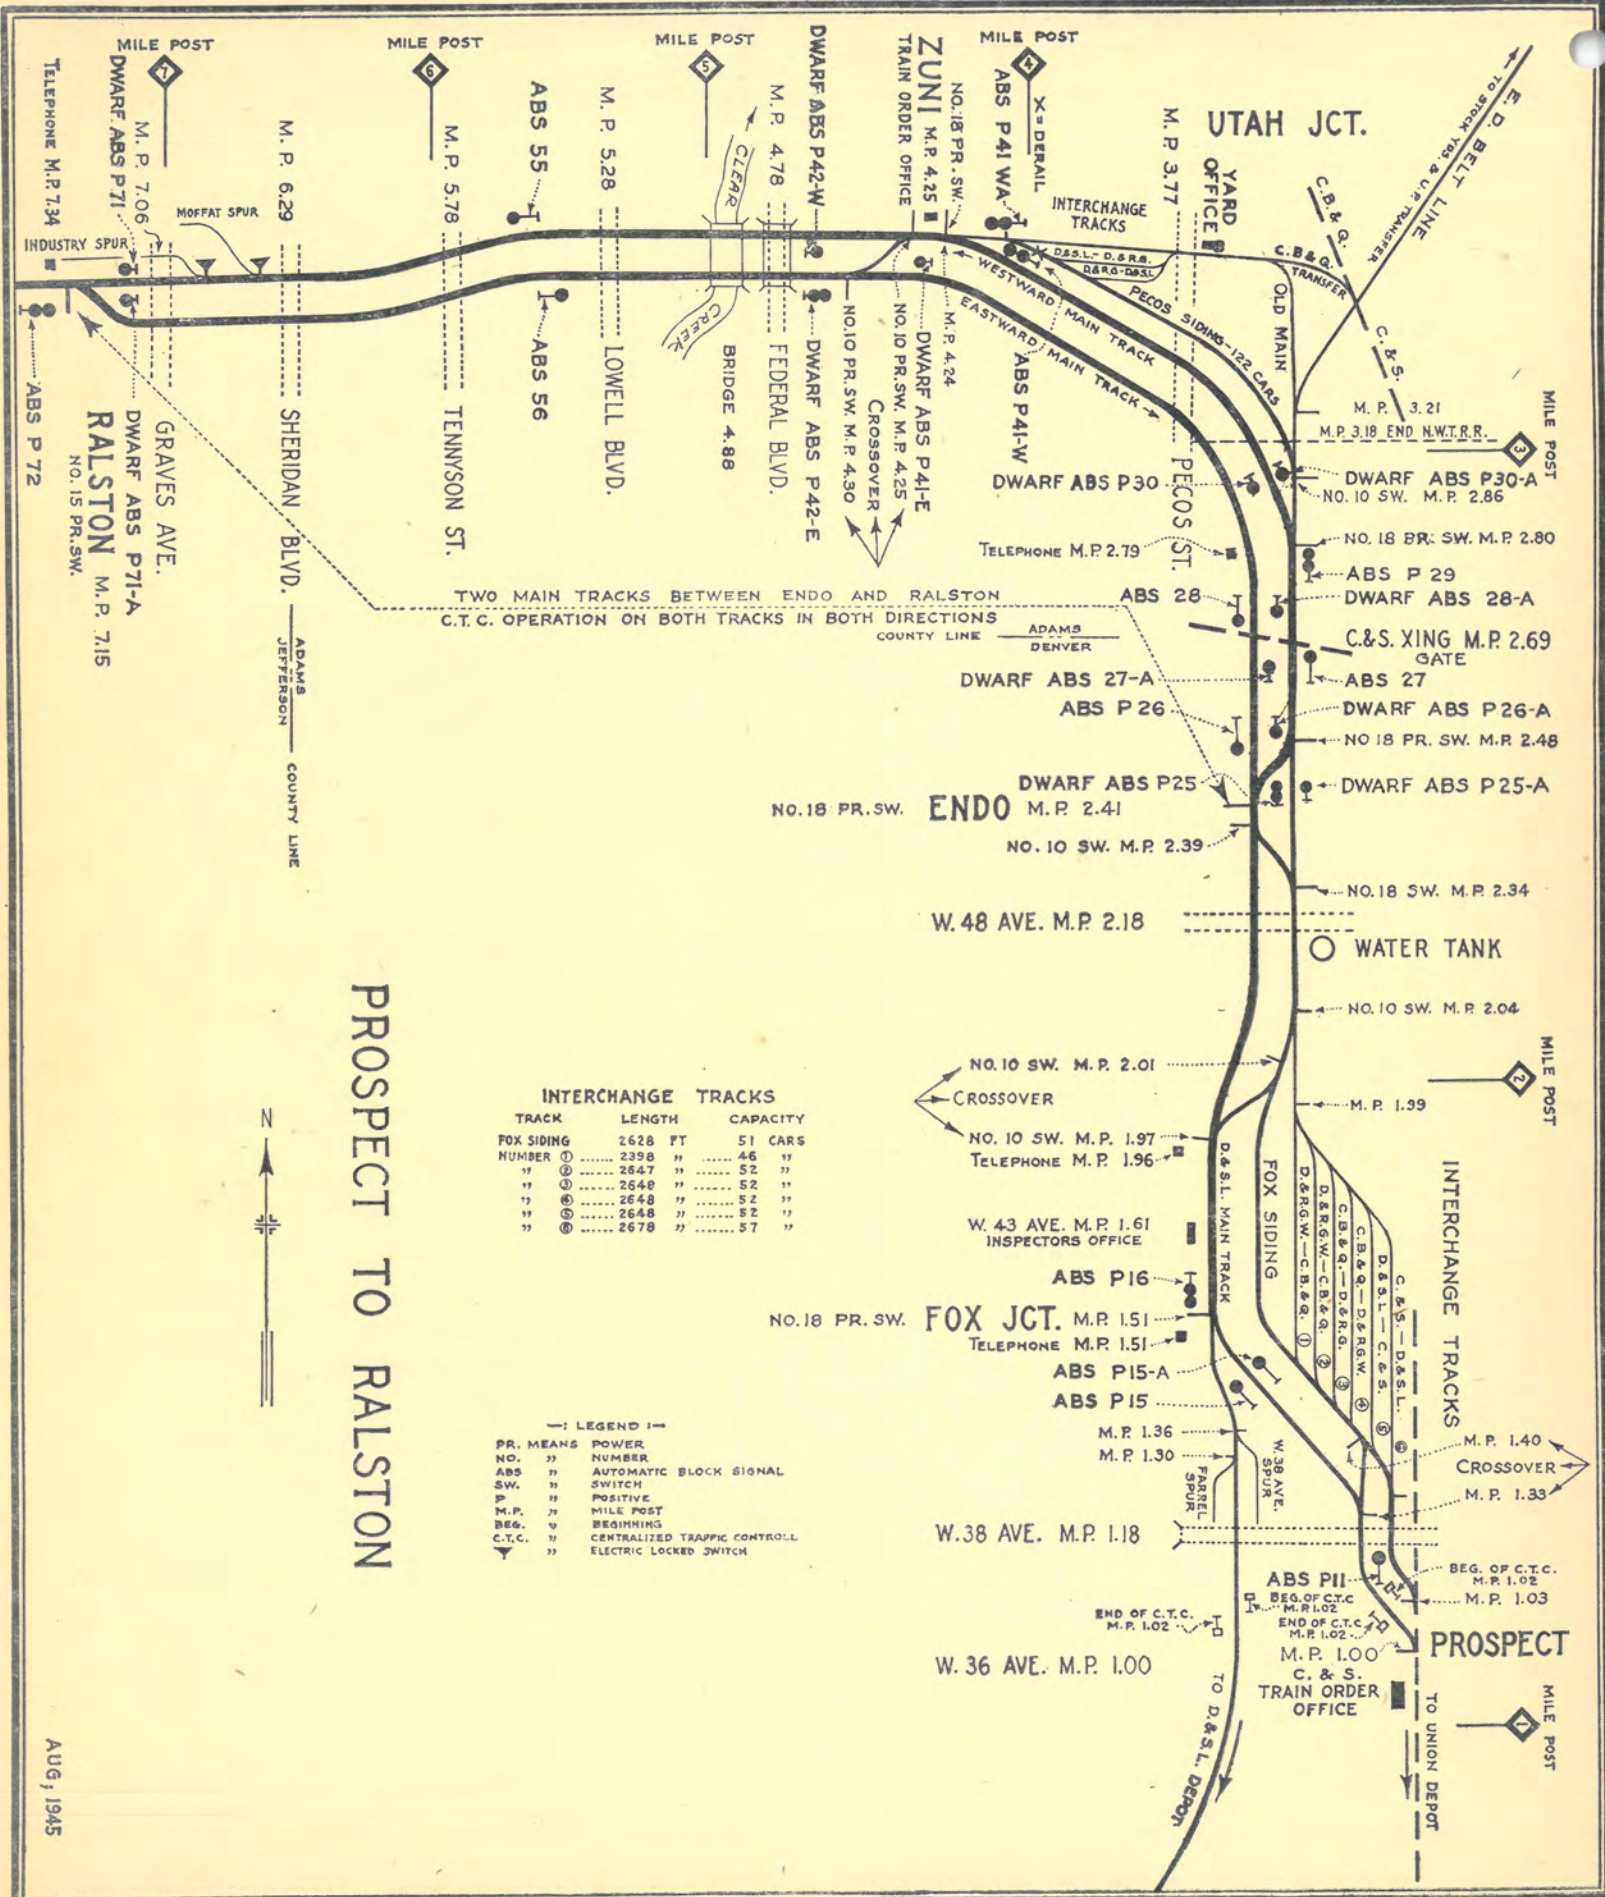 MILE POST
7
MILE POST
6
MILE POST
5
MILE POST
4
X = DERAIL
UTAH JCT.
YARD OFFICE
E. D. BELT LINE
← TO STOCK YDS. & U.P. TRANSFER
C.B.& Q.
C. & S.
C.B.& Q. TRANSFER
OLD MAIN
INTERCHANGE
TRACKS
D.&S.L.-D.&R.G.
D&RG-D&SL
PECOS SIDING-122 CARS
WESTWARD MAIN TRACK
EASTWARD MAIN TRACK
TELEPHONE M.P. 7.34
DWARF ABS P71
M. P. 7.06
MOFFAT SPUR
INDUSTRY SPUR
M. P. 6.29
M. P. 5.78
ABS 55
M. P. 5.28
CLEAR
CREEK
M. P. 4.78
DWARF ABS P42-W
ZUNI M.P. 4.25
TRAIN ORDER OFFICE
NO. 18 PR. SW.
ABS P41 WA
M. P. 3.77
ABS P 72
RALSTON M. P. 7.15
NO. 15 PR.SW.
DWARF ABS P71-A
GRAVES AVE.
SHERIDAN BLVD.
ADAMS
JEFFERSON
COUNTY LINE
TENNYSON ST.
ABS 56
LOWELL BLVD.
BRIDGE 4.88
FEDERAL BLVD.
DWARF ABS P42-E
NO.10 PR.SW. M.P. 4.30
CROSSOVER
NO.10 PR.SW. M.P. 4.25
DWARF ABS P41-E
M.P. 4.24
ABS P41-W
PECOS ST.
MILE POST
3
M. P. 3.21
M.P. 3.18 END N.W.T.R.R.
DWARF ABS P30
DWARF ABS P30-A
NO. 10 SW. M.P. 2.86
NO. 18 PR. SW. M.P. 2.80
TELEPHONE M.P. 2.79
ABS P 29
ABS 28
DWARF ABS 28-A
TWO MAIN TRACKS BETWEEN ENDO AND RALSTON
C.T.C. OPERATION ON BOTH TRACKS IN BOTH DIRECTIONS
COUNTY LINE
ADAMS
DENVER
C.&S. XING M.P. 2.69
GATE
DWARF ABS 27-A
ABS 27
ABS P 26
DWARF ABS P26-A
NO 18 PR. SW. M.P. 2.48
DWARF ABS P25
DWARF ABS P25-A
NO.18 PR.SW. ENDO M.P. 2.41
NO. 10 SW. M.P. 2.39
NO. 18 SW. M.P. 2.34
W. 48 AVE. M.P. 2.18
WATER TANK
NO. 10 SW. M.P. 2.04
MILE POST
2
NO. 10 SW. M.P. 2.01
CROSSOVER
M.P. 1.99
NO. 10 SW. M.P. 1.97
TELEPHONE M. P. 1.96
D.&S.L. MAIN TRACK
FOX SIDING
INTERCHANGE TRACKS
D.&R.G.W.-C.B.&Q. 1
D.&R.G.W.-C.B.&Q. 2
C.B.& Q.-D.&R.G. 3
C.B.& Q.-D.&R.G.W. 4
D.& S.L.-C.& S. 5
C.& S.-D.&S.L. 6
W. 43 AVE. M.P. 1.61
INSPECTORS OFFICE
ABS P16
NO.18 PR. SW. FOX JCT. M.P. 1.51
TELEPHONE M.P. 1.51
ABS P15-A
ABS P15
M.P. 1.36
M.P. 1.30
FARREL SPUR
W. 38 AVE. SPUR
M.P. 1.40
CROSSOVER
M.P. 1.33
W.38 AVE. M.P. 1.18
ABS P11
BEG. OF C.T.C.
M.P. 1.02
M.P. 1.03
BEG. OF C.T.C
M.P. 1.02
END OF C.T.C.
M.P. 1.02
END OF C.T.C.
M.P. 1.02
M.P. 1.00
PROSPECT
W. 36 AVE. M.P. 1.00
C. & S.
TRAIN ORDER
OFFICE
MILE POST
1
TO UNION DEPOT
TO D.&S.L. DEPOT
INTERCHANGE TRACKS
TRACK LENGTH CAPACITY
FOX SIDING 2628 FT 51 CARS
NUMBER 1 2398 " 46 "
" 2 2647 " 52 "
" 3 2648 " 52 "
" 4 2648 " 52 "
" 5 2648 " 52 "
" 6 2678 " 57 "
—: LEGEND :—
PR. MEANS POWER
NO. " NUMBER
ABS " AUTOMATIC BLOCK SIGNAL
SW. " SWITCH
P " POSITIVE
M.P. " MILE POST
BEG. " BEGINNING
C.T.C. " CENTRALIZED TRAFFIC CONTROLL
" ELECTRIC LOCKED SWITCH
N
PROSPECT TO RALSTON
AUG, 1945